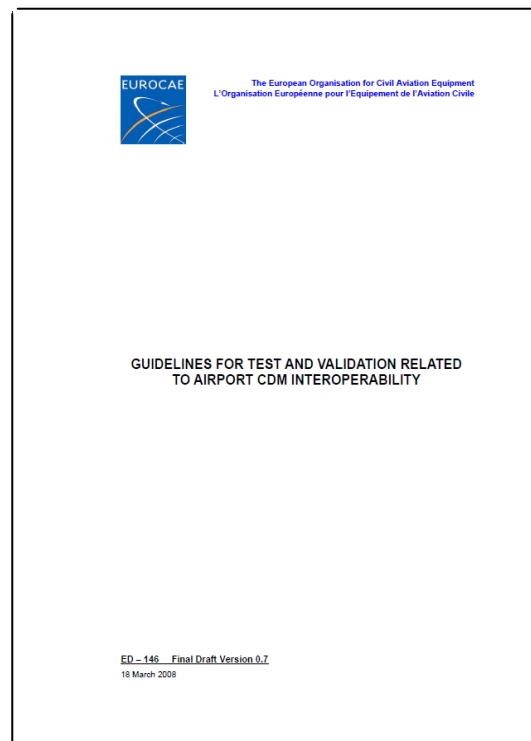 EUROCAE
The European Organisation for Civil Aviation Equipment
L'Organisation Européenne pour l'Equipement de l'Aviation Civile
GUIDELINES FOR TEST AND VALIDATION RELATED
TO AIRPORT CDM INTEROPERABILITY
ED – 146 Final Draft Version 0.7
18 March 2008